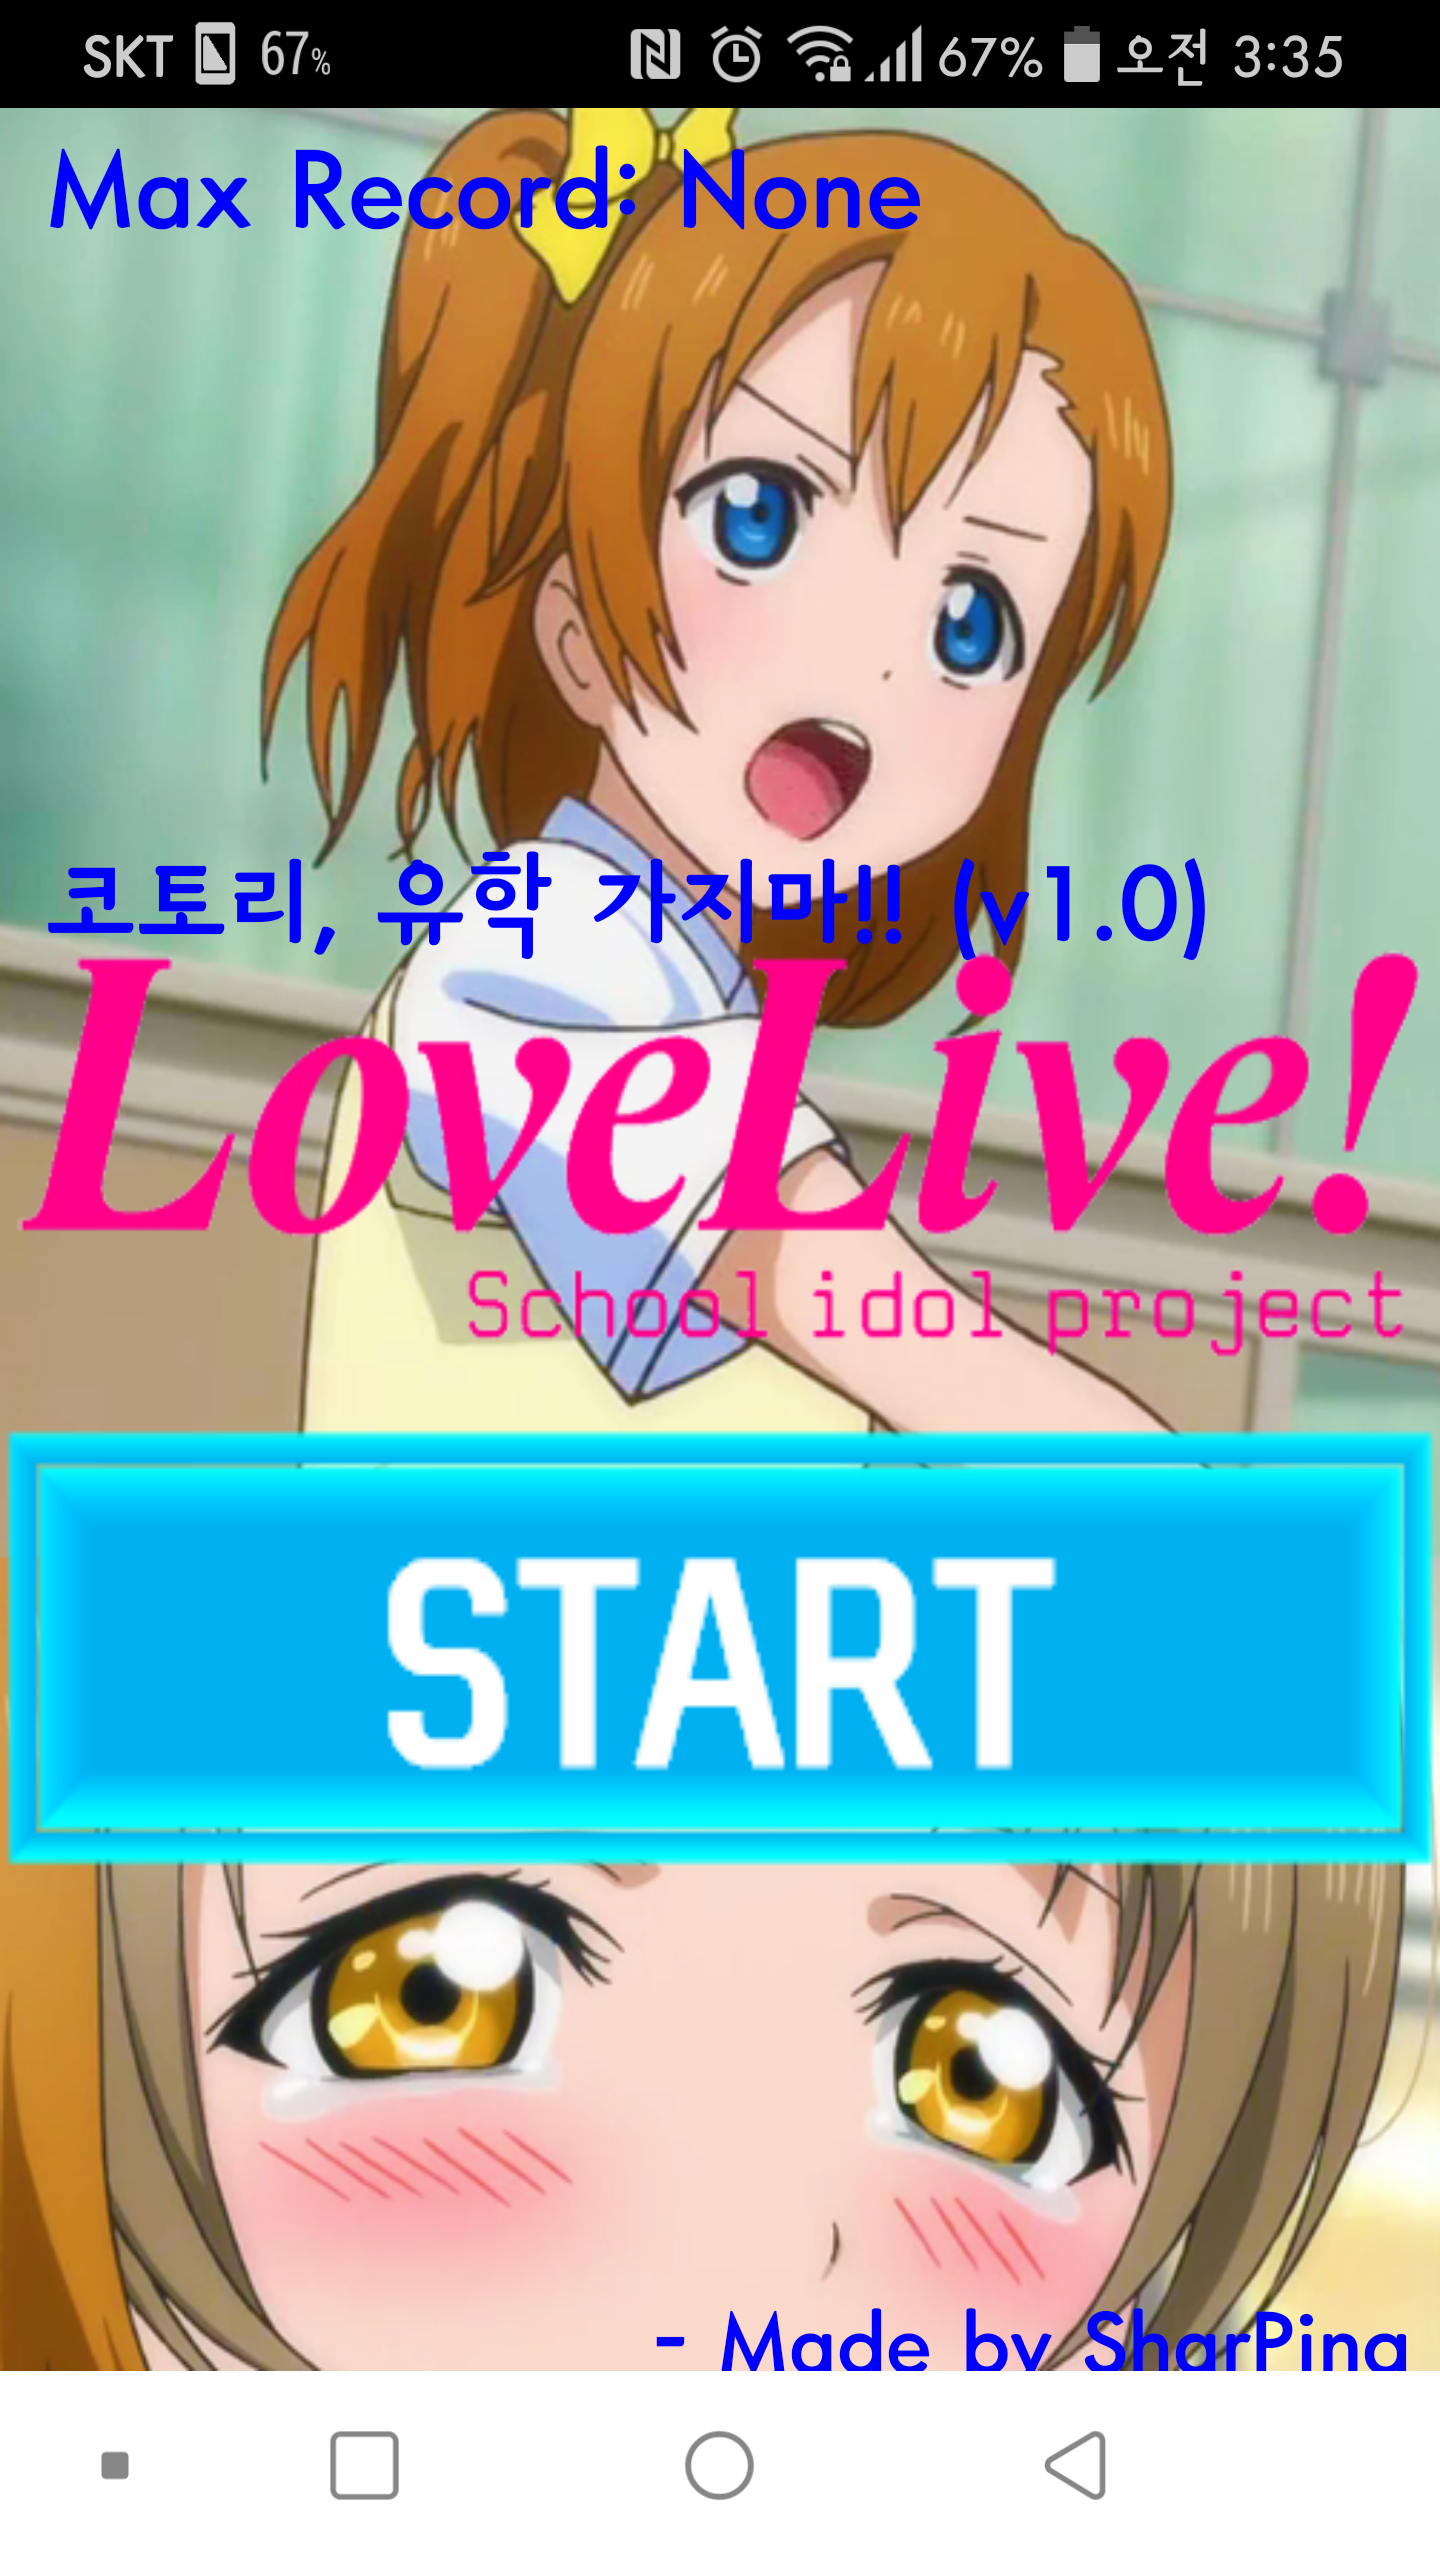 SKT 67% 67% 오전 3:35
Max Record: None
코토리, 유학 가지마!! (v1.0)
LoveLive!
School idol project
START
- Made by SharPing